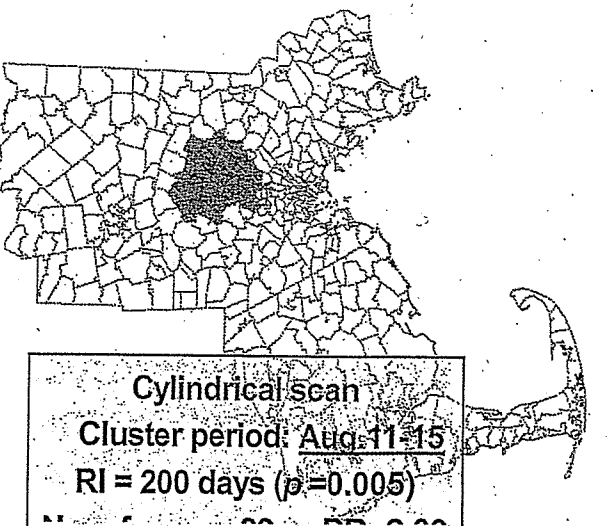 Cylindrical scan
Cluster period: Aug.11-15
RI = 200 days (p =0.005)